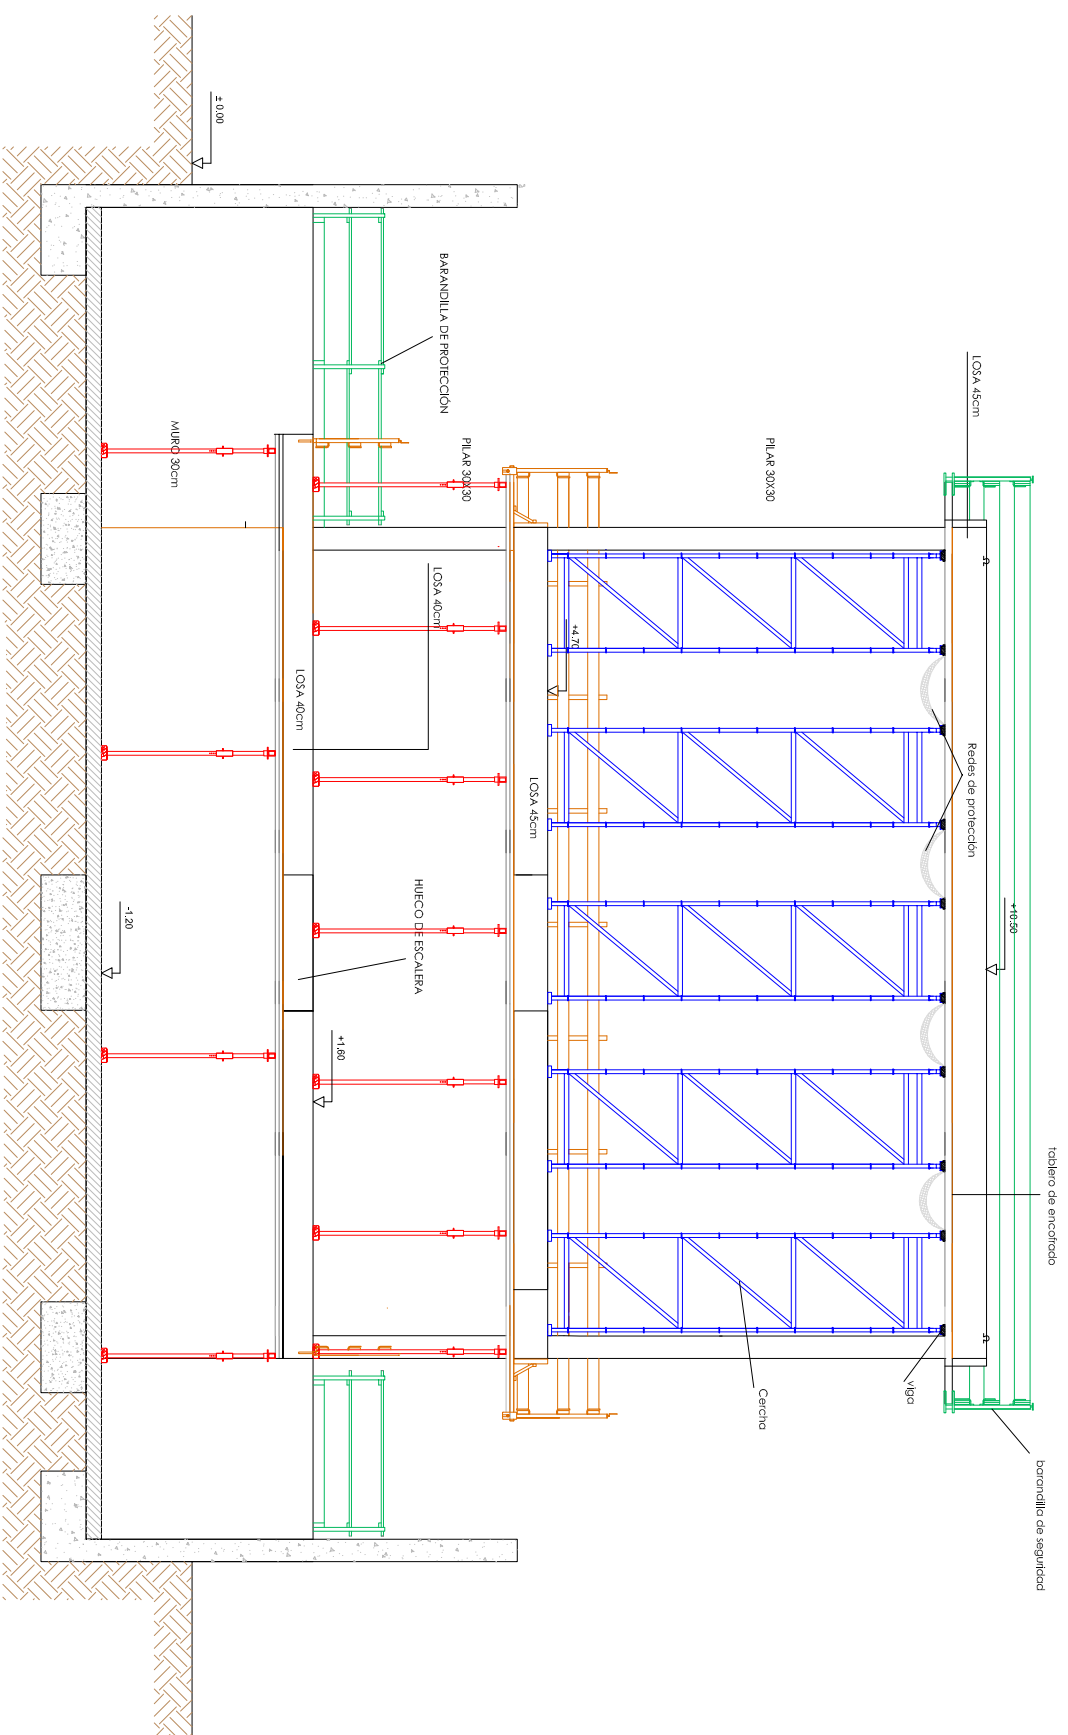 tablero de encofrado
barandilla de seguridad
+10.50
LOSA 45cm
Redes de protección
viga
PILAR 30X30
Cercha
+4.70
LOSA 45cm
PILAR 30X30
BARANDILLA DE PROTECCIÓN
LOSA 40cm
HUECO DE ESCALERA
+1.60
LOSA 40cm
± 0.00
MURO 30cm
-1.20